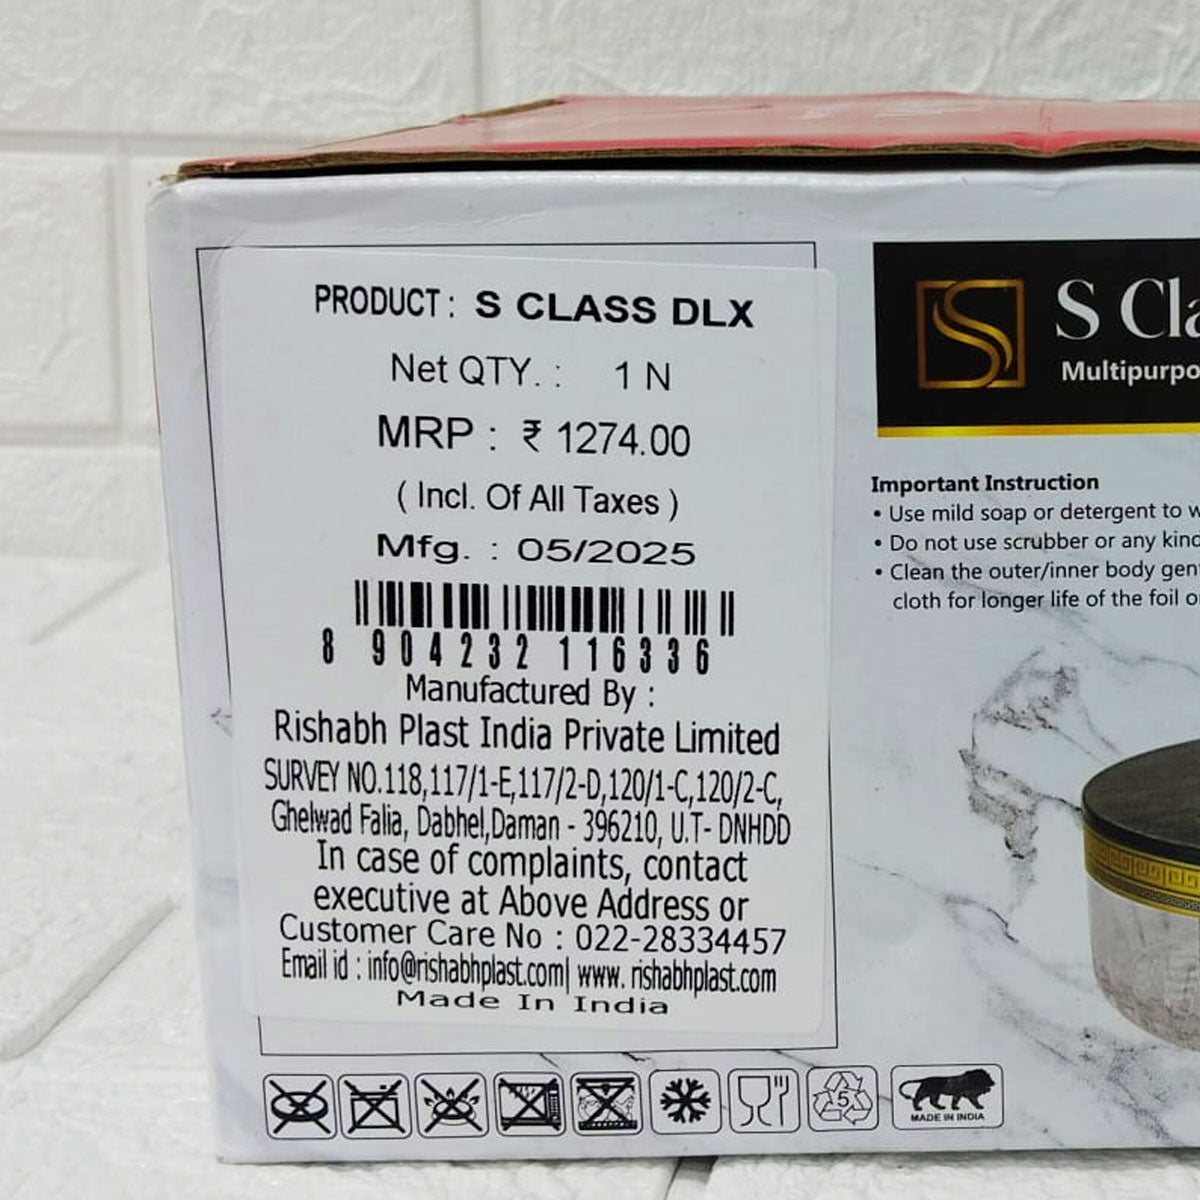 PRODUCT : S CLASS DLX
Net QTY. : 1 N
MRP : ₹ 1274.00
( Incl. Of All Taxes )
Mfg. : 05/2025
8 904232 116336
Manufactured By :
Rishabh Plast India Private Limited
SURVEY NO.118,117/1-E,117/2-D,120/1-C,120/2-C,
Ghelwad Falia, Dabhel,Daman - 396210, U.T- DNHDD
In case of complaints, contact
executive at Above Address or
Customer Care No : 022-28334457
Email id : info@rishabhplast.com| www. rishabhplast.com
Made In India
S Cla
Multipurpo
Important Instruction
• Use mild soap or detergent to w
• Do not use scrubber or any kind
• Clean the outer/inner body gen
cloth for longer life of the foil o
5
MADE IN INDIA